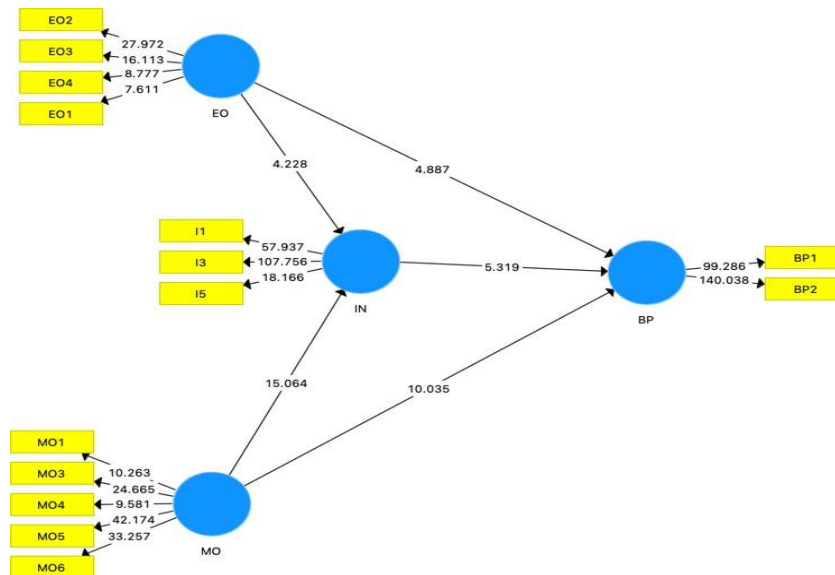 EO2
EO3
EO4
EO1
27.972
16.113
8.777
7.611
EO
4.228
4.887
I1
I3
I5
57.937
107.756
18.166
IN
5.319
BP1
BP2
99.286
140.038
BP
15.064
10.035
MO1
MO3
MO4
MO5
MO6
10.263
24.665
9.581
42.174
33.257
MO